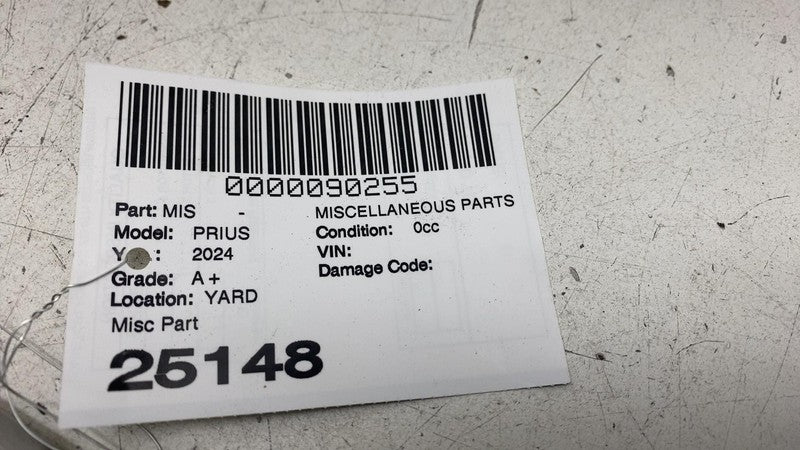 0000090255
Part: MIS - MISCELLANEOUS PARTS
Model: PRIUS Condition: 0cc
Y : 2024 VIN:
Grade: A+ Damage Code:
Location: YARD
Misc Part
25148